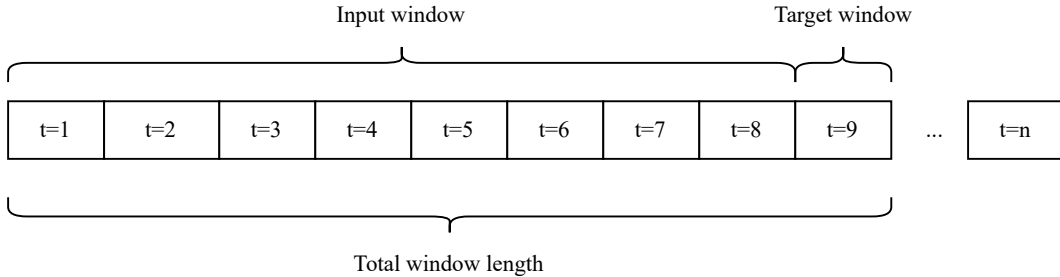 Input window Target window
t=1 t=2 t=3 t=4 t=5 t=6 t=7 t=8 t=9 ... t=n
Total window length